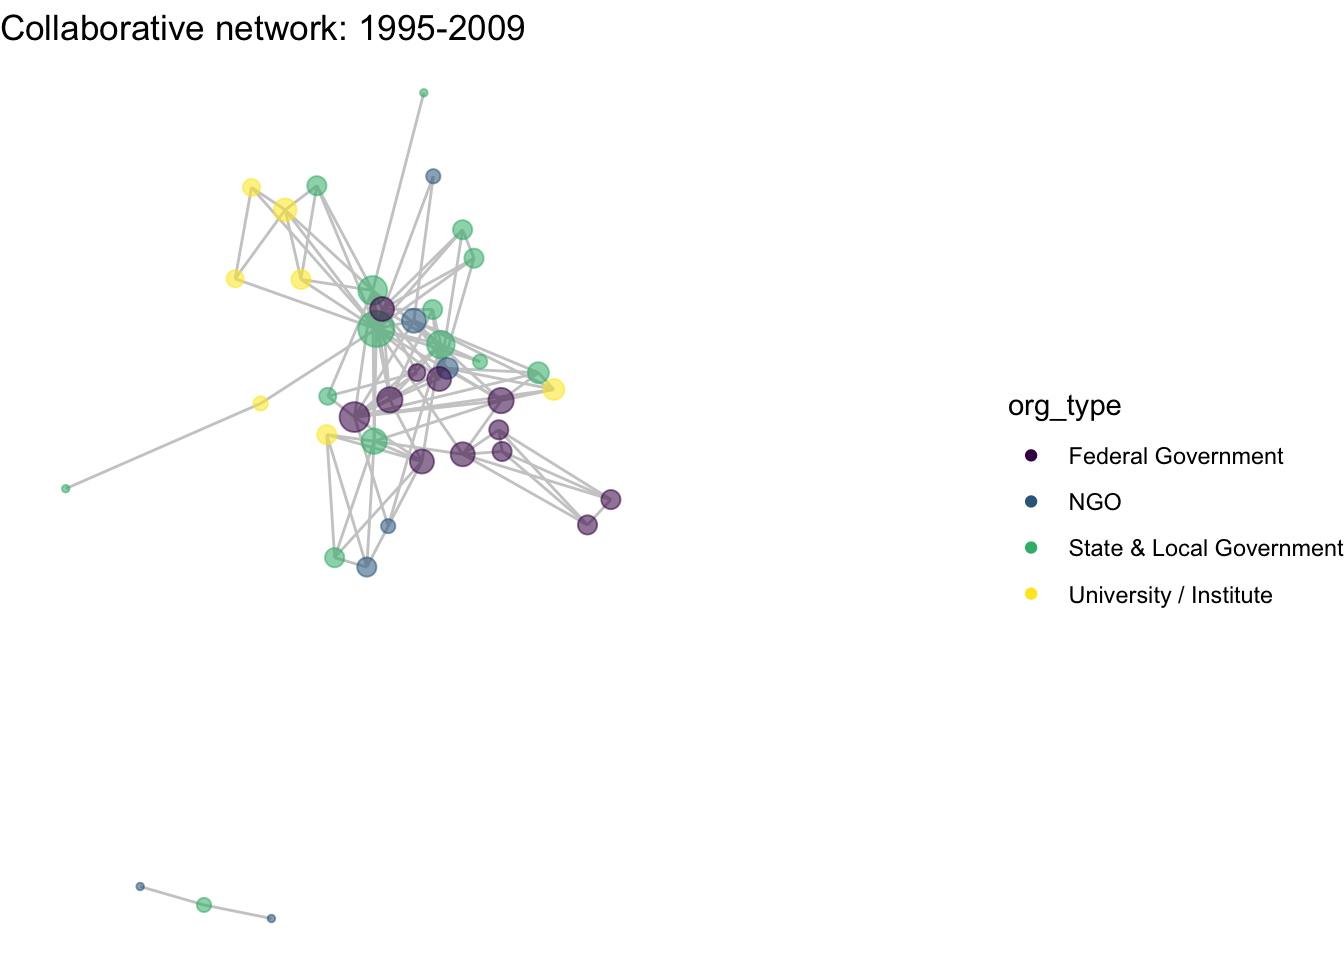 Collaborative network: 1995-2009
org_type
Federal Government
NGO
State & Local Government
University / Institute